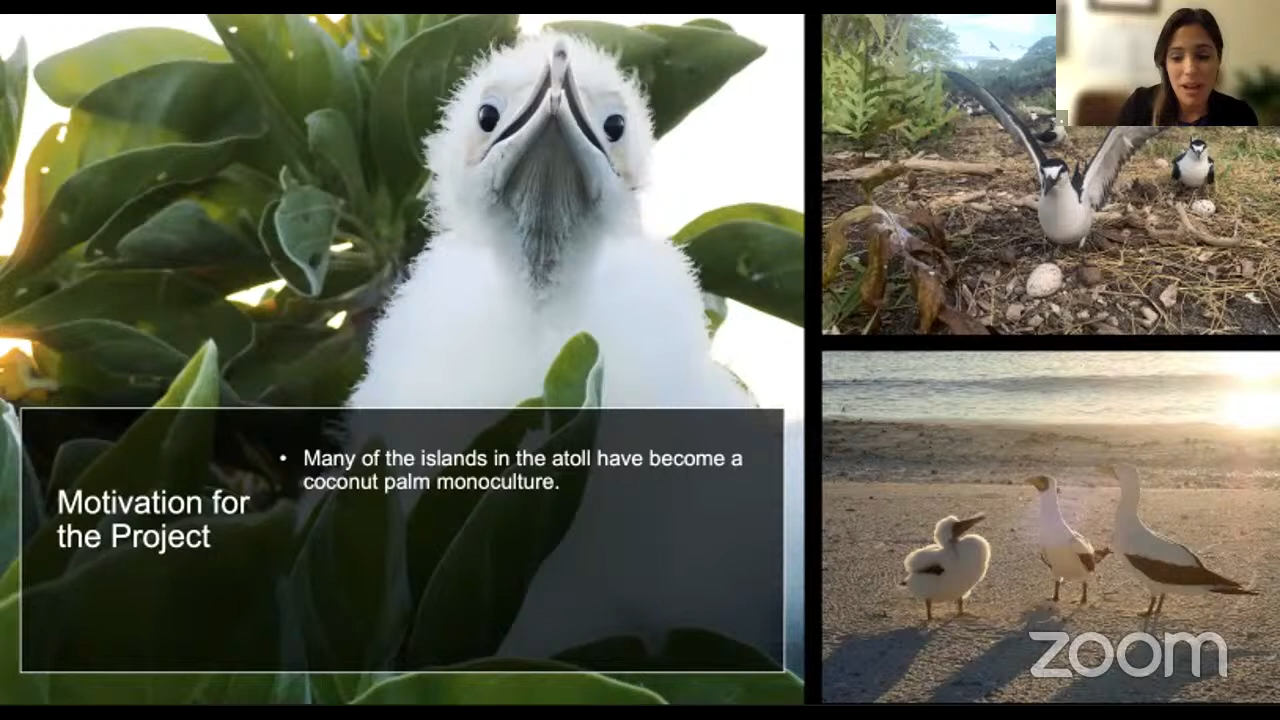 Motivation for
the Project
• Many of the islands in the atoll have become a
coconut palm monoculture.
zoom